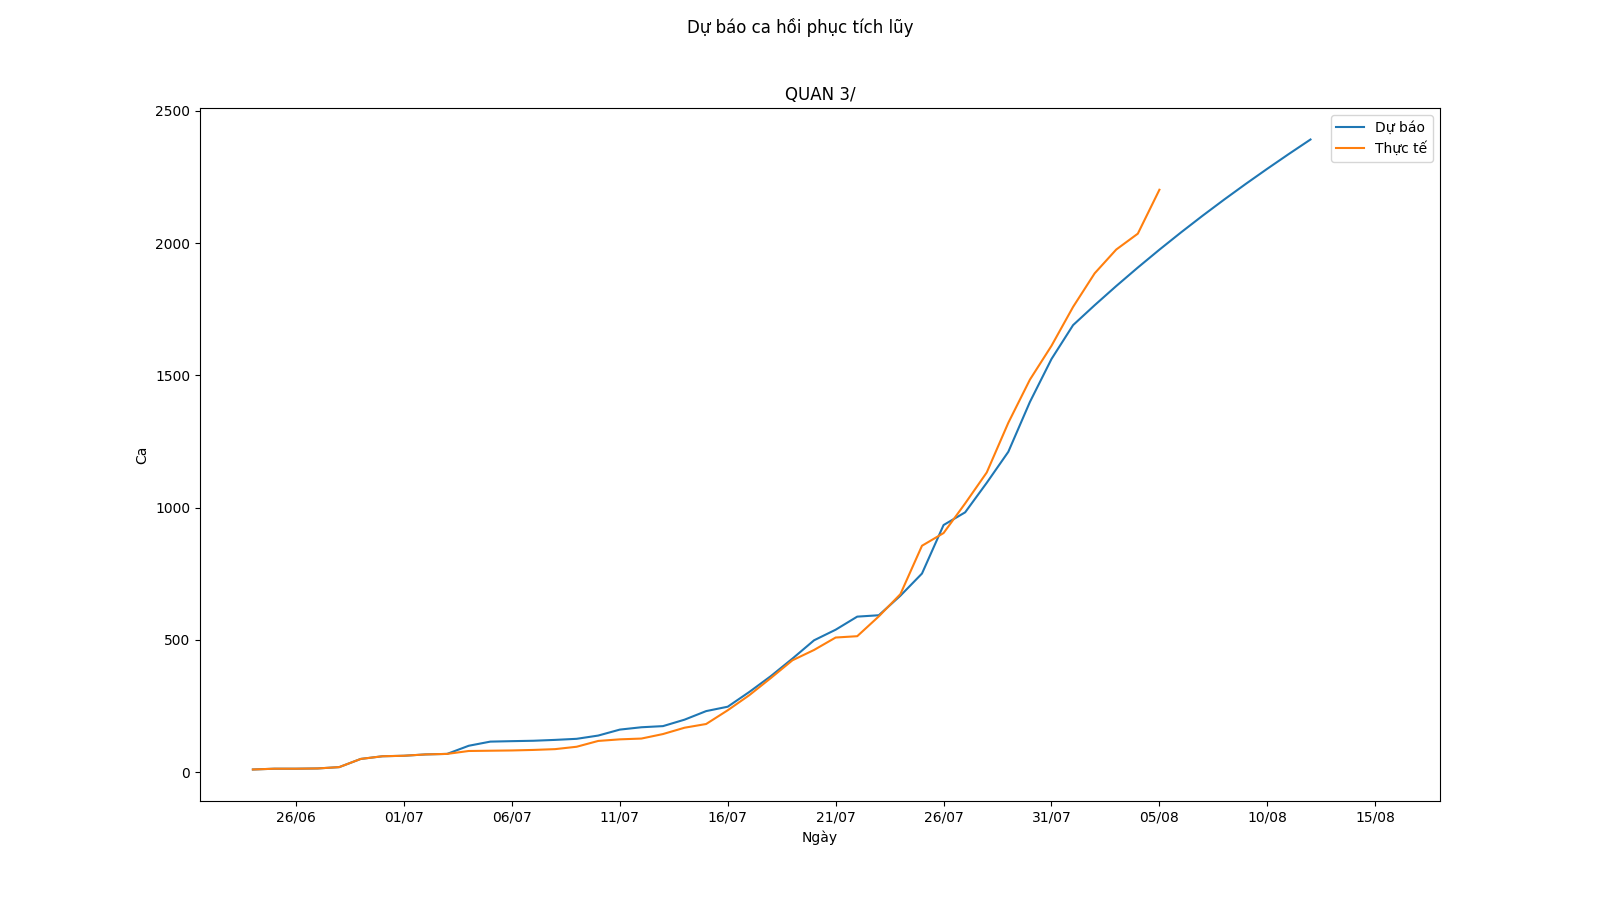 Dự báo ca hồi phục tích lũy
QUAN 3/
2500
2000
1500
1000
500
0
Ca
Dự báo
Thực tế
26/06 01/07 06/07 11/07 16/07 21/07 26/07 31/07 05/08 10/08 15/08
Ngày